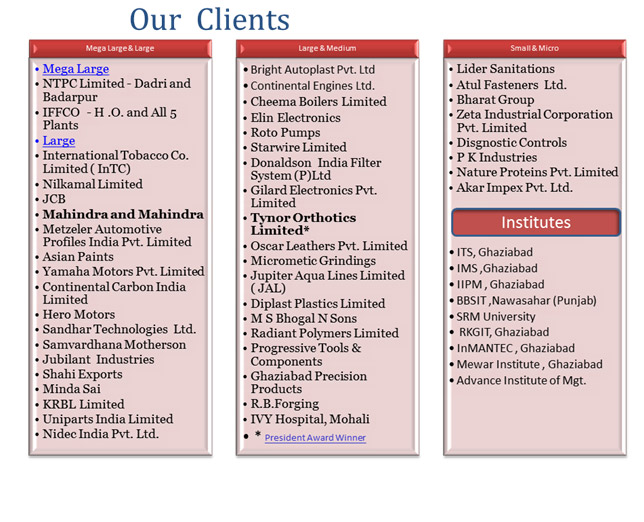 Our Clients
Mega Large & Large
• Mega Large
• NTPC Limited - Dadri and
Badarpur
• IFFCO - H .O. and All 5
Plants
• Large
• International Tobacco Co.
Limited ( InTC)
• Nilkamal Limited
• JCB
• Mahindra and Mahindra
• Metzeler Automotive
Profiles India Pvt. Limited
• Asian Paints
• Yamaha Motors Pvt. Limited
• Continental Carbon India
Limited
• Hero Motors
• Sandhar Technologies Ltd.
• Samvardhana Motherson
• Jubilant Industries
• Shahi Exports
• Minda Sai
• KRBL Limited
• Uniparts India Limited
• Nidec India Pvt. Ltd.
Large & Medium
• Bright Autoplast Pvt. Ltd
• Continental Engines Ltd.
• Cheema Boilers Limited
• Elin Electronics
• Roto Pumps
• Starwire Limited
• Donaldson India Filter
System (P)Ltd
• Gilard Electronics Pvt.
Limited
• Tynor Orthotics
Limited*
• Oscar Leathers Pvt. Limited
• Micrometic Grindings
• Jupiter Aqua Lines Limited
( JAL)
• Diplast Plastics Limited
• M S Bhogal N Sons
• Radiant Polymers Limited
• Progressive Tools &
Components
• Ghaziabad Precision
Products
• R.B.Forging
• IVY Hospital, Mohali
• * President Award Winner
Small & Micro
• Lider Sanitations
• Atul Fasteners Ltd.
• Bharat Group
• Zeta Industrial Corporation
Pvt. Limited
• Disgnostic Controls
• P K Industries
• Nature Proteins Pvt. Limited
• Akar Impex Pvt. Ltd.
Institutes
• ITS, Ghaziabad
• IMS ,Ghaziabad
• IIPM , Ghaziabad
• BBSIT ,Nawasahar (Punjab)
• SRM University
• RKGIT, Ghaziabad
• InMANTEC , Ghaziabad
• Mewar Institute , Ghaziabad
• Advance Institute of Mgt.